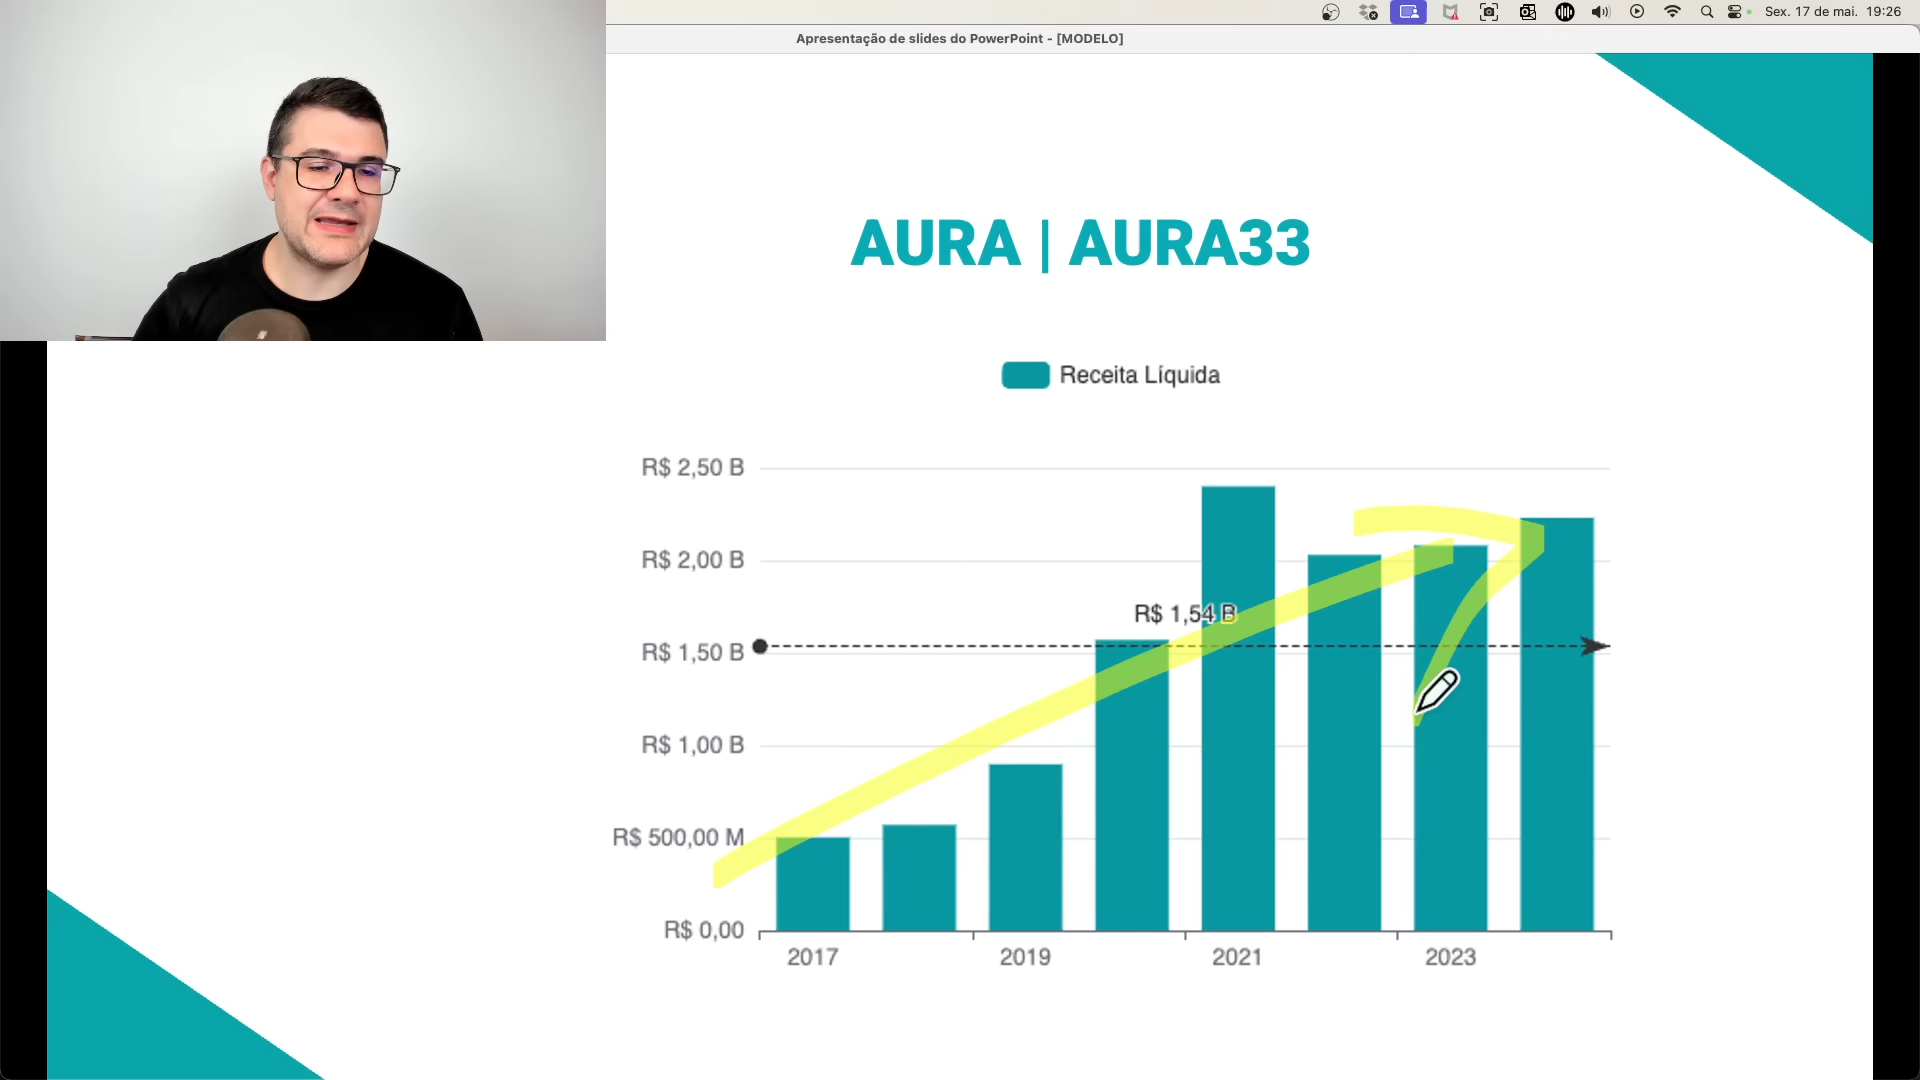 Sex. 17 de mai. 19:26
Apresentação de slides do PowerPoint - [MODELO]
AURA | AURA33
Receita Líquida
R$ 2,50 B
R$ 2,00 B
R$ 1,54 B
R$ 1,50 B
R$ 1,00 B
R$ 500,00 M
R$ 0,00
2017
2019
2021
2023